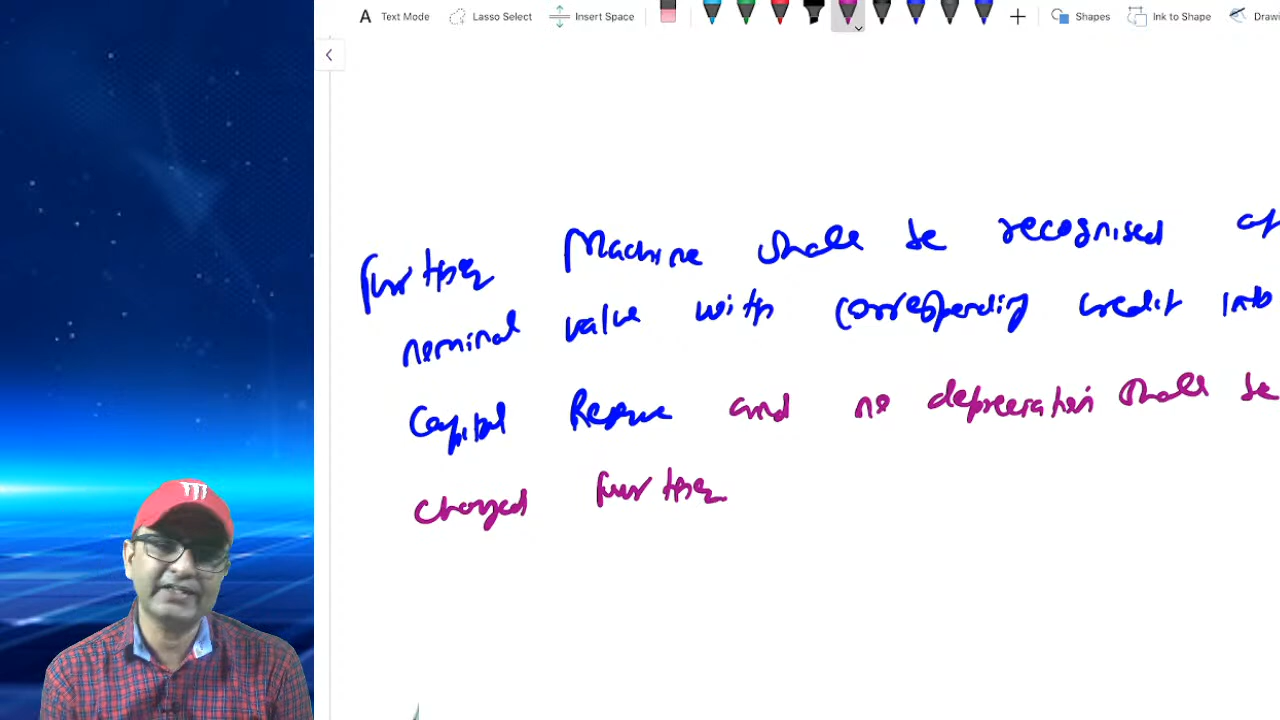 Text Mode Lasso Select Insert Space Shapes Ink to Shape
Further Machine shall be recognised at
nominal value with corresponding credit into
Capital Reserve and no depreciation shall be
charged further